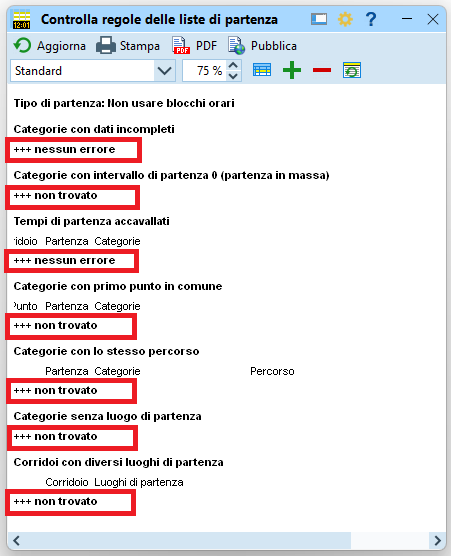 12:01 Controlla regole delle liste di partenza
Aggiorna Stampa PDF PDF Pubblica
Standard 75 %
Tipo di partenza: Non usare blocchi orari
Categorie con dati incompleti
+++ nessun errore
Categorie con intervallo di partenza 0 (partenza in massa)
+++ non trovato
Tempi di partenza accavallati
ridoio Partenza Categorie
+++ nessun errore
Categorie con primo punto in comune
Punto Partenza Categorie
+++ non trovato
Categorie con lo stesso percorso
Partenza Categorie Percorso
+++ non trovato
Categorie senza luogo di partenza
+++ non trovato
Corridoi con diversi luoghi di partenza
Corridoio Luoghi di partenza
+++ non trovato